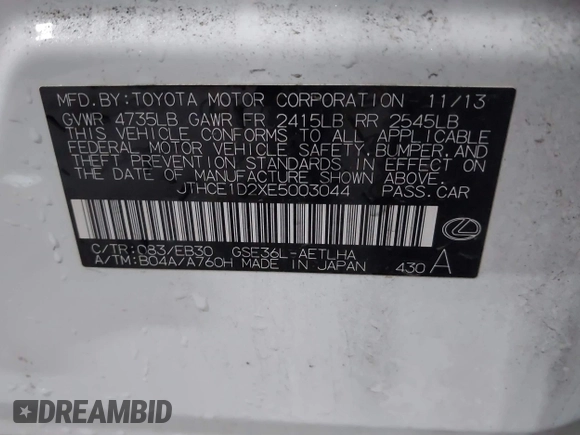 MFD.BY:TOYOTA MOTOR CORPORATION 11/13
GVWR 4735LB GAWR FR 2415LB RR 2545LB
THIS VEHICLE CONFORMS TO ALL APPLICABLE
FEDERAL MOTOR VEHICLE SAFETY, BUMPER, AND
THEFT PREVENTION STANDARDS IN EFFECT ON
THE DATE OF MANUFACTURE SHOWN ABOVE.
JTHCE1D2XE5003044 PASS.CAR
C/TR:083/EB30 GSE36L-AETLHA
A/TM:B04A/A760H MADE IN JAPAN 430 A
DREAMBID